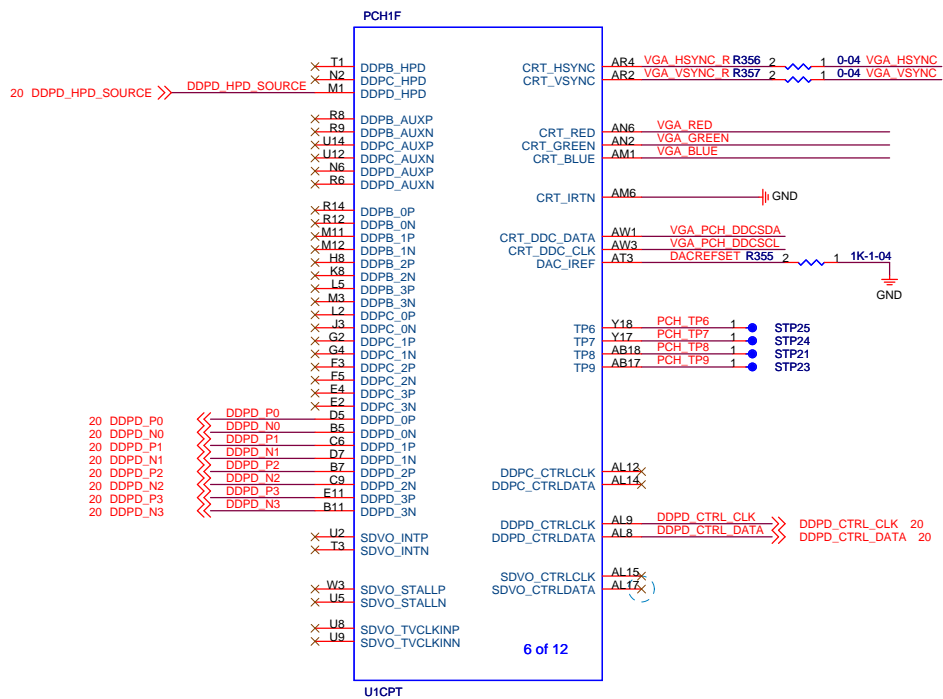 PCH1F
T1 DDPB_HPD
N2 DDPC_HPD
20 DDPD_HPD_SOURCE DDPD_HPD_SOURCE M1 DDPD_HPD
R8 DDPB_AUXP
R9 DDPB_AUXN
U14 DDPC_AUXP
U12 DDPC_AUXN
N6 DDPD_AUXP
R6 DDPD_AUXN
R14 DDPB_0P
R12 DDPB_0N
M11 DDPB_1P
M12 DDPB_1N
H8 DDPB_2P
K8 DDPB_2N
L5 DDPB_3P
M3 DDPB_3N
L2 DDPC_0P
J3 DDPC_0N
G2 DDPC_1P
G4 DDPC_1N
F3 DDPC_2P
F5 DDPC_2N
E4 DDPC_3P
E2 DDPC_3N
20 DDPD_P0 DDPD_P0 D5 DDPD_0P
20 DDPD_N0 DDPD_N0 B5 DDPD_0N
20 DDPD_P1 DDPD_P1 C6 DDPD_1P
20 DDPD_N1 DDPD_N1 D7 DDPD_1N
20 DDPD_P2 DDPD_P2 B7 DDPD_2P
20 DDPD_N2 DDPD_N2 C9 DDPD_2N
20 DDPD_P3 DDPD_P3 E11 DDPD_3P
20 DDPD_N3 DDPD_N3 B11 DDPD_3N
U2 SDVO_INTP
T3 SDVO_INTN
W3 SDVO_STALLP
U5 SDVO_STALLN
U8 SDVO_TVCLKINP
U9 SDVO_TVCLKINN
CRT_HSYNC AR4 VGA_HSYNC_R R356 2 1 0-04 VGA_HSYNC
CRT_VSYNC AR2 VGA_VSYNC_R R357 2 1 0-04 VGA_VSYNC
CRT_RED AN6 VGA_RED
CRT_GREEN AN2 VGA_GREEN
CRT_BLUE AM1 VGA_BLUE
CRT_IRTN AM6 GND
CRT_DDC_DATA AW1 VGA_PCH_DDCSDA
CRT_DDC_CLK AW3 VGA_PCH_DDCSCL
DAC_IREF AT3 DACREFSET R355 2 1 1K-1-04
GND
TP6 Y18 PCH_TP6 1 STP25
TP7 Y17 PCH_TP7 1 STP24
TP8 AB18 PCH_TP8 1 STP21
TP9 AB17 PCH_TP9 1 STP23
DDPC_CTRLCLK AL12
DDPC_CTRLDATA AL14
DDPD_CTRLCLK AL9 DDPD_CTRL_CLK DDPD_CTRL_CLK 20
DDPD_CTRLDATA AL8 DDPD_CTRL_DATA DDPD_CTRL_DATA 20
SDVO_CTRLCLK AL15
SDVO_CTRLDATA AL17
6 of 12
U1CPT